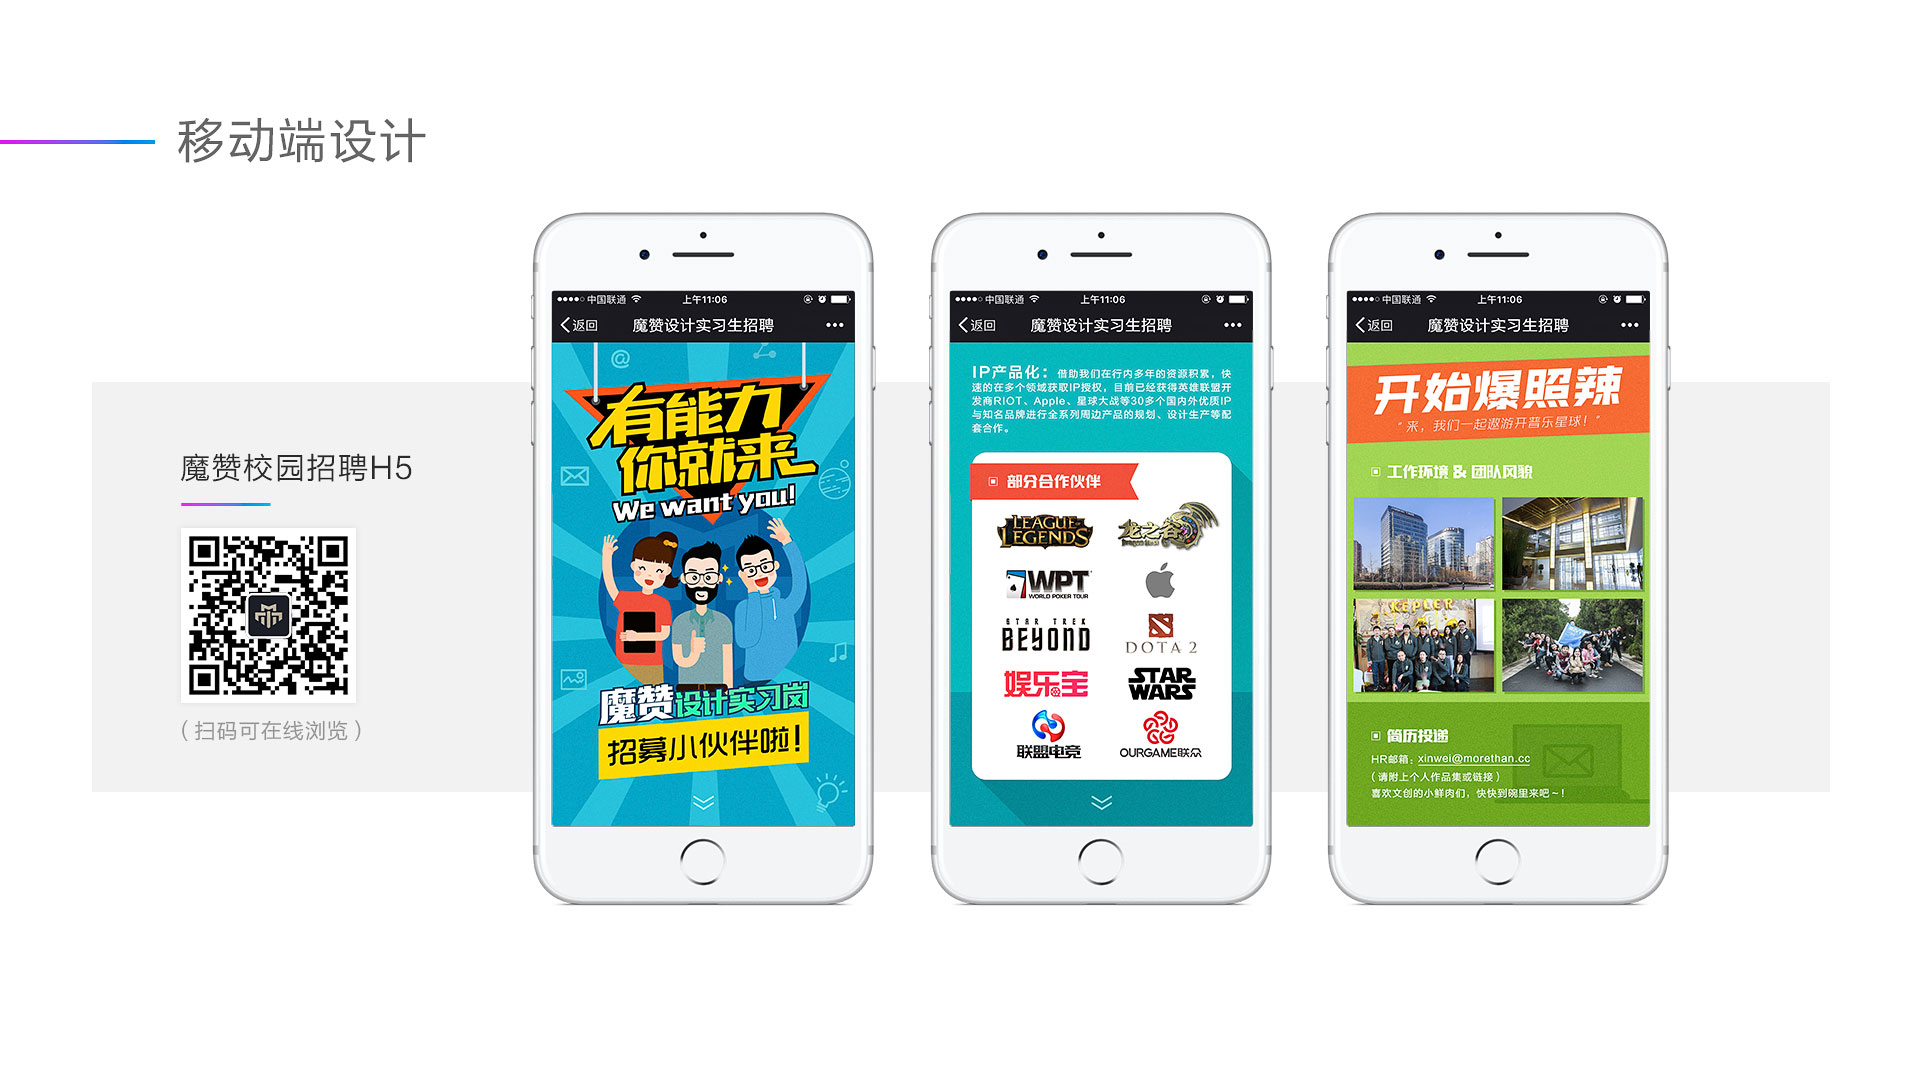 移动端设计
魔赞校园招聘H5
（扫码可在线浏览）
中国联通 上午11:06
返回 魔赞设计实习生招聘
有能力
你就来
We want you!
魔赞设计实习岗
招募小伙伴啦!
中国联通 上午11:06
返回 魔赞设计实习生招聘
IP产品化：借助我们在行内多年的资源积累，快
速的在多个领域获取IP授权，目前已经获得英雄联盟开
发商RIOT、Apple、星球大战等30多个国内外优质IP
与知名品牌进行全系列周边产品的规划、设计生产等配
套合作。
部分合作伙伴
LEAGUE of LEGENDS
龙之谷
WPT
WORLD POKER TOUR
STAR TREK
BEYOND
DOTA 2
娱乐宝
STAR
WARS
联盟电竞
OURGAME联众
中国联通 上午11:06
返回 魔赞设计实习生招聘
开始爆照辣
“来，我们一起遨游开普乐星球！”
工作环境 & 团队风貌
KEPLER
简历投递
HR邮箱：xinwei@morethan.cc
（请附上个人作品集或链接）
喜欢文创的小鲜肉们，快快到碗里来吧～！